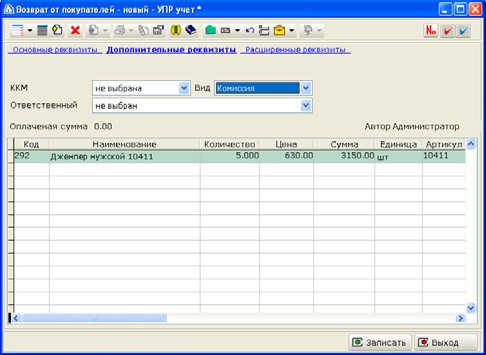 Возврат от покупателей - новый - УПР учет *
№
Основные реквизиты Дополнительные реквизиты Расширенные реквизиты
ККМ не выбрана Вид Комиссия
Ответственный не выбран
Оплаченая сумма 0.00 Автор Администратор
Код Наименование Количество Цена Сумма Единица Артикул
292 Джемпер мужской 10411 5.000 630.00 3150.00 шт 10411
Записать Выход